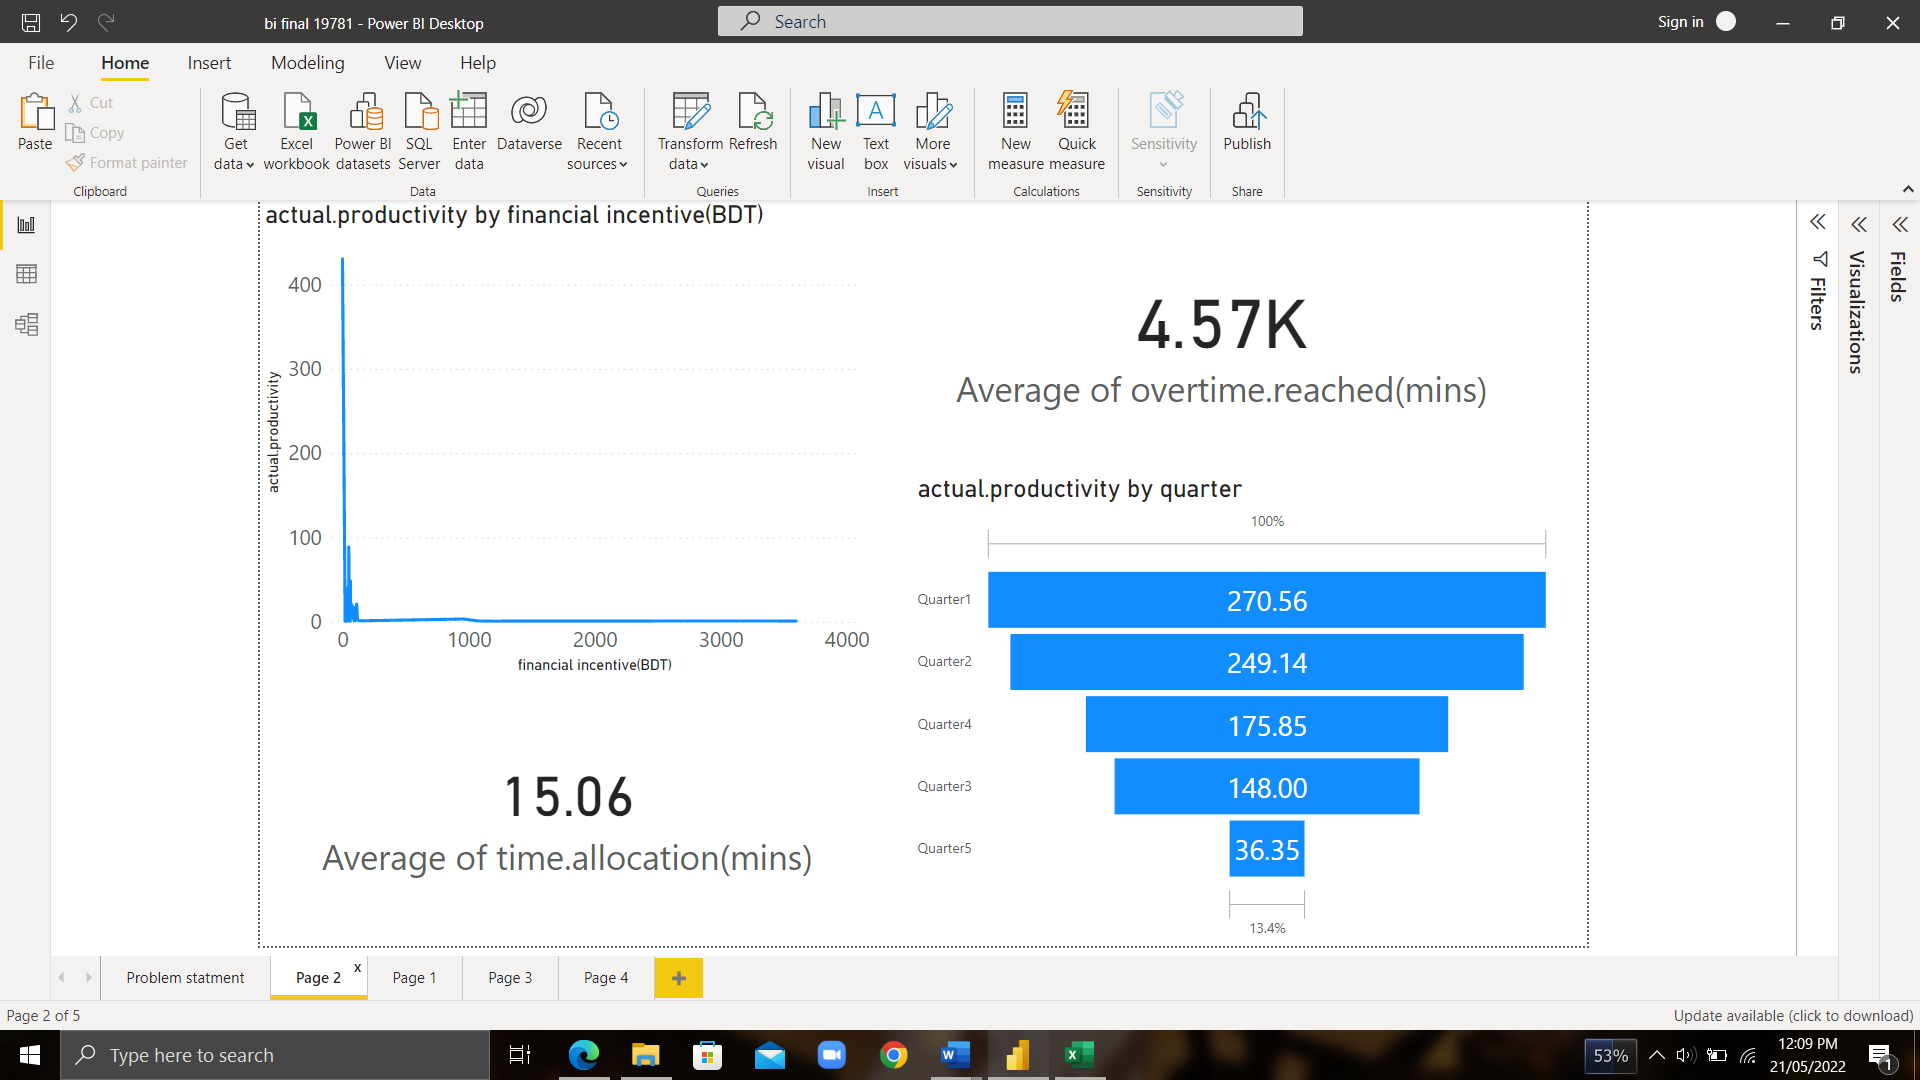 bi final 19781 - Power BI Desktop
Search
Sign in
File Home Insert Modeling View Help
Paste
Cut
Copy
Format painter
Clipboard
Get data
Excel workbook
Power BI datasets
SQL Server
Enter data
Dataverse
Recent sources
Data
Transform data
Refresh
Queries
New visual
Text box
More visuals
Insert
New measure
Quick measure
Calculations
Sensitivity
Sensitivity
Publish
Share
actual.productivity by financial incentive(BDT)
actual.productivity
400
300
200
100
0
0 1000 2000 3000 4000
financial incentive(BDT)
4.57K
Average of overtime.reached(mins)
15.06
Average of time.allocation(mins)
actual.productivity by quarter
100%
Quarter1 270.56
Quarter2 249.14
Quarter4 175.85
Quarter3 148.00
Quarter5 36.35
13.4%
Filters
Visualizations
Fields
Problem statment Page 2 x Page 1 Page 3 Page 4 +
Page 2 of 5
Update available (click to download)
Type here to search
53%
12:09 PM
21/05/2022
1